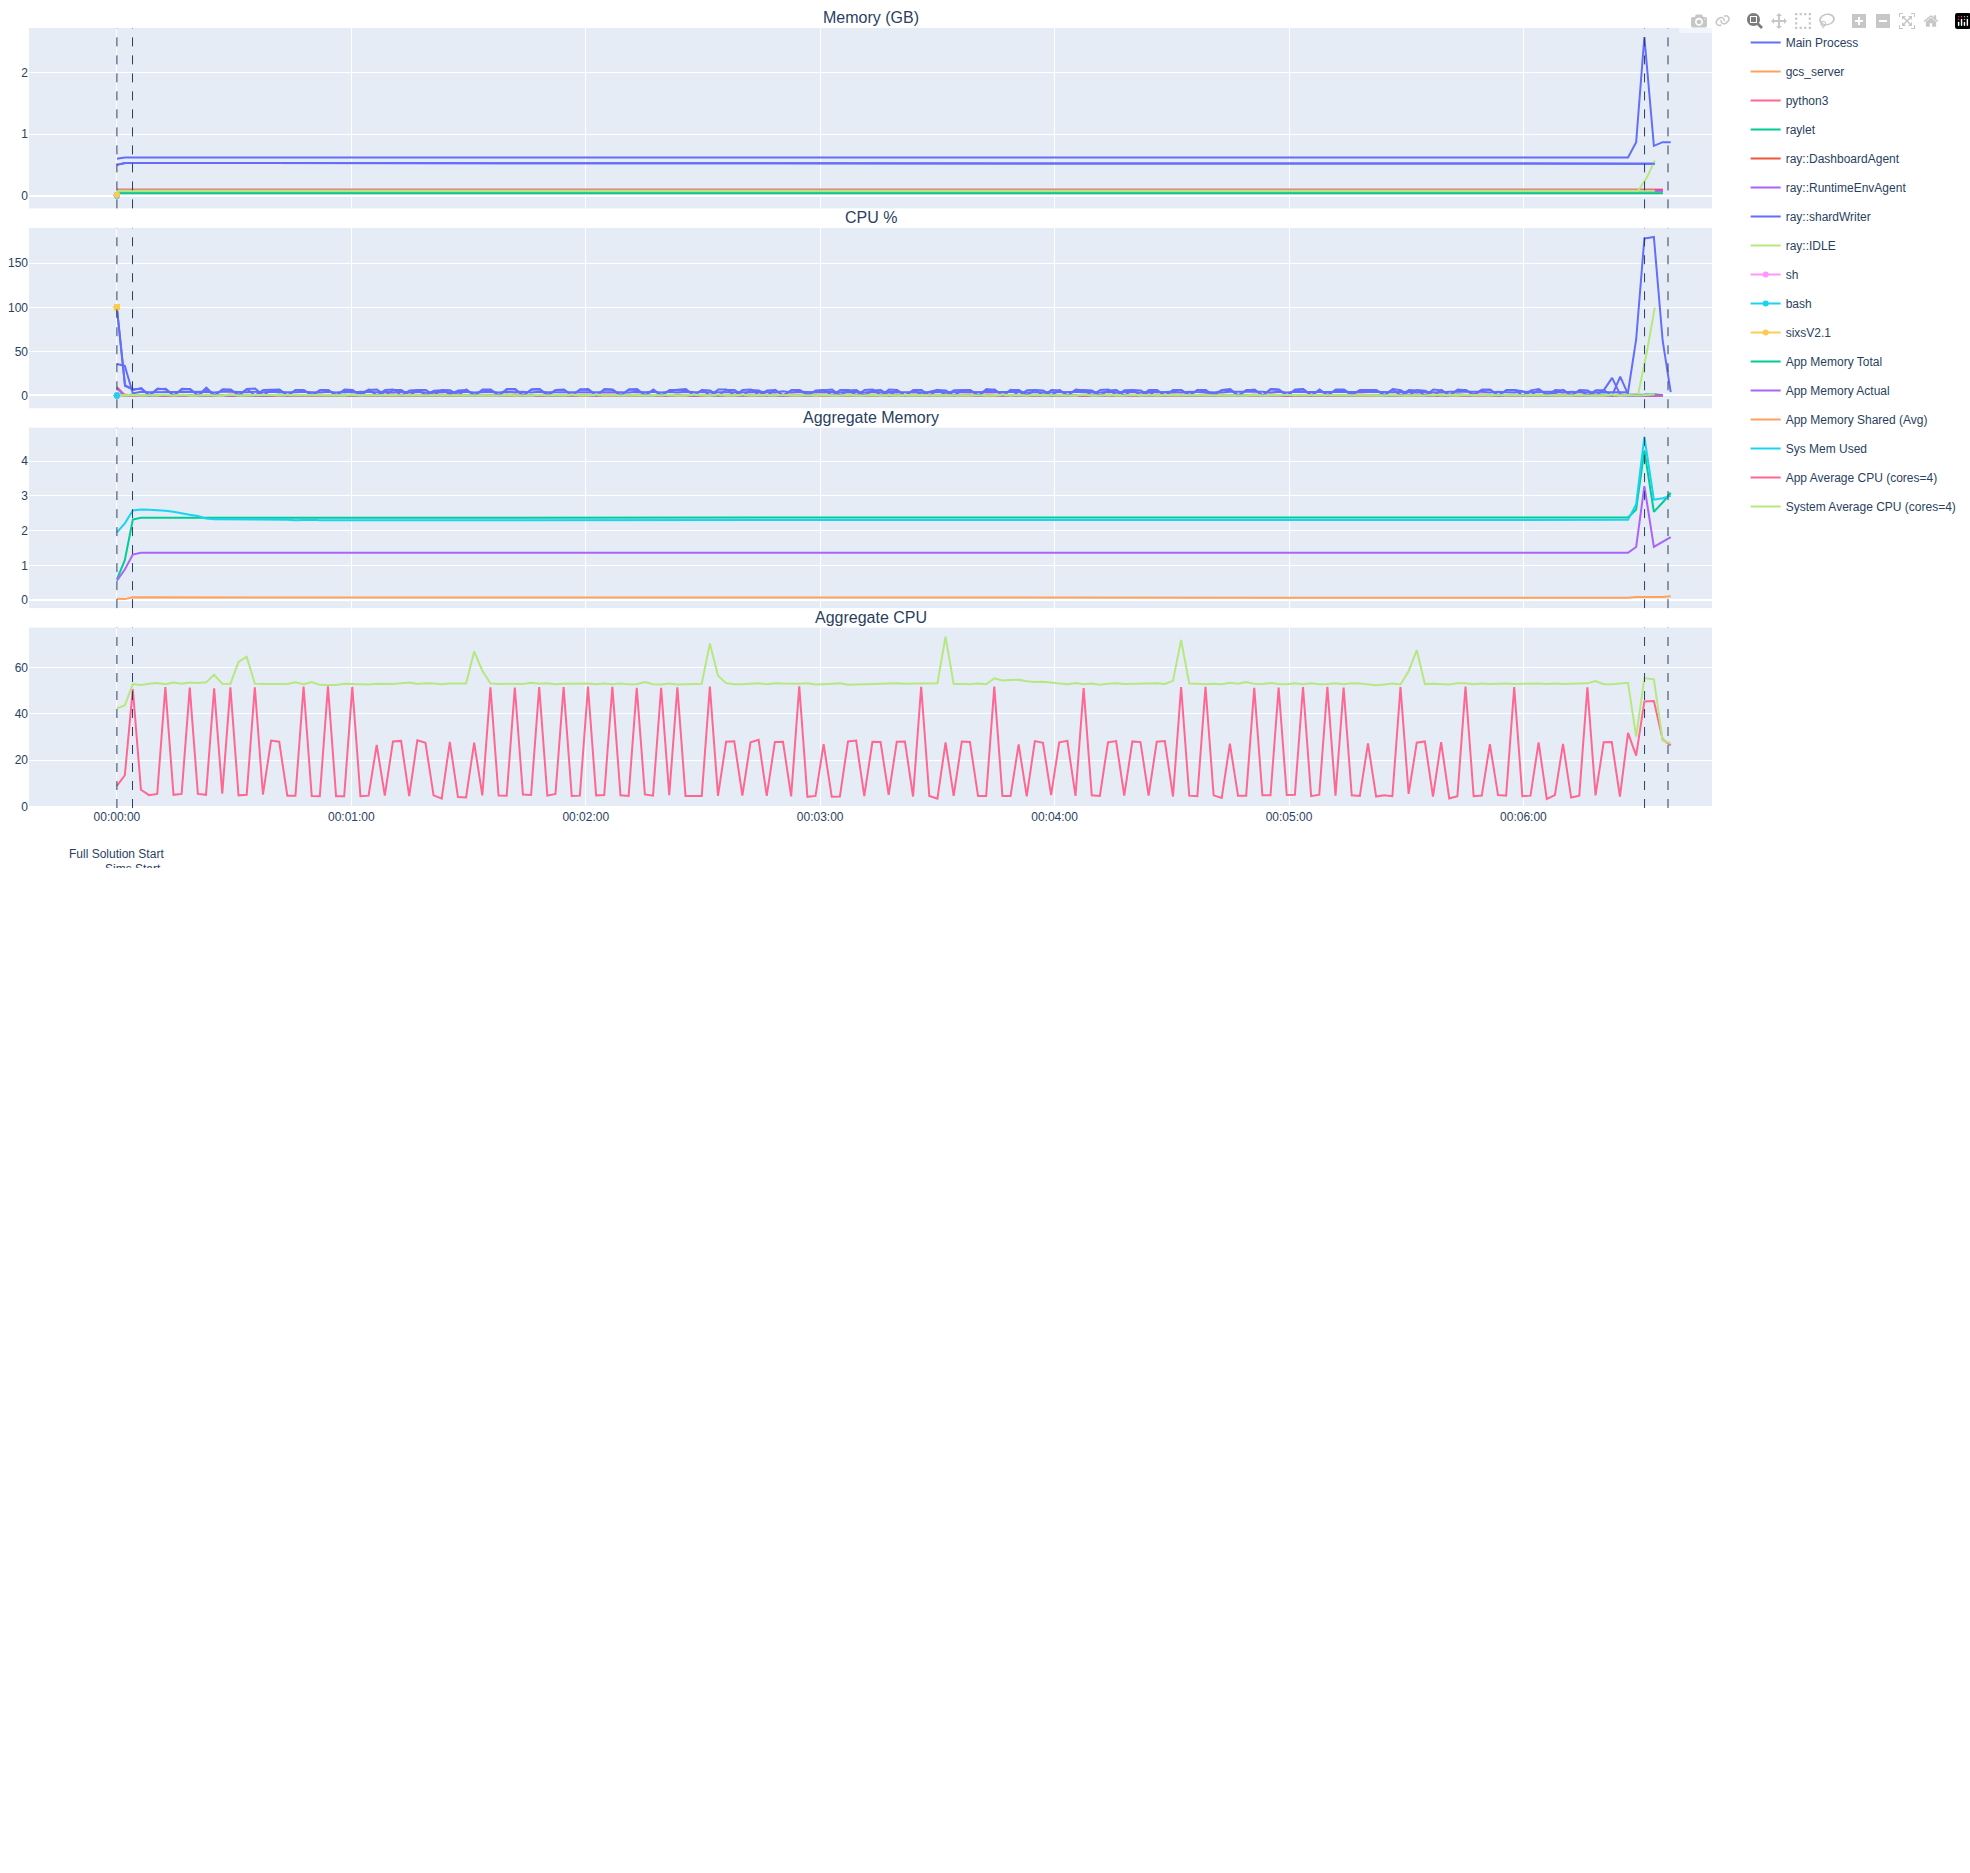 Memory (GB)
2
1
0
CPU %
150
100
50
0
Aggregate Memory
4
3
2
1
0
Aggregate CPU
60
40
20
0
00:00:00
00:01:00
00:02:00
00:03:00
00:04:00
00:05:00
00:06:00
Full Solution Start
Sims Start
Main Process
gcs_server
python3
raylet
ray::DashboardAgent
ray::RuntimeEnvAgent
ray::shardWriter
ray::IDLE
sh
bash
sixsV2.1
App Memory Total
App Memory Actual
App Memory Shared (Avg)
Sys Mem Used
App Average CPU (cores=4)
System Average CPU (cores=4)